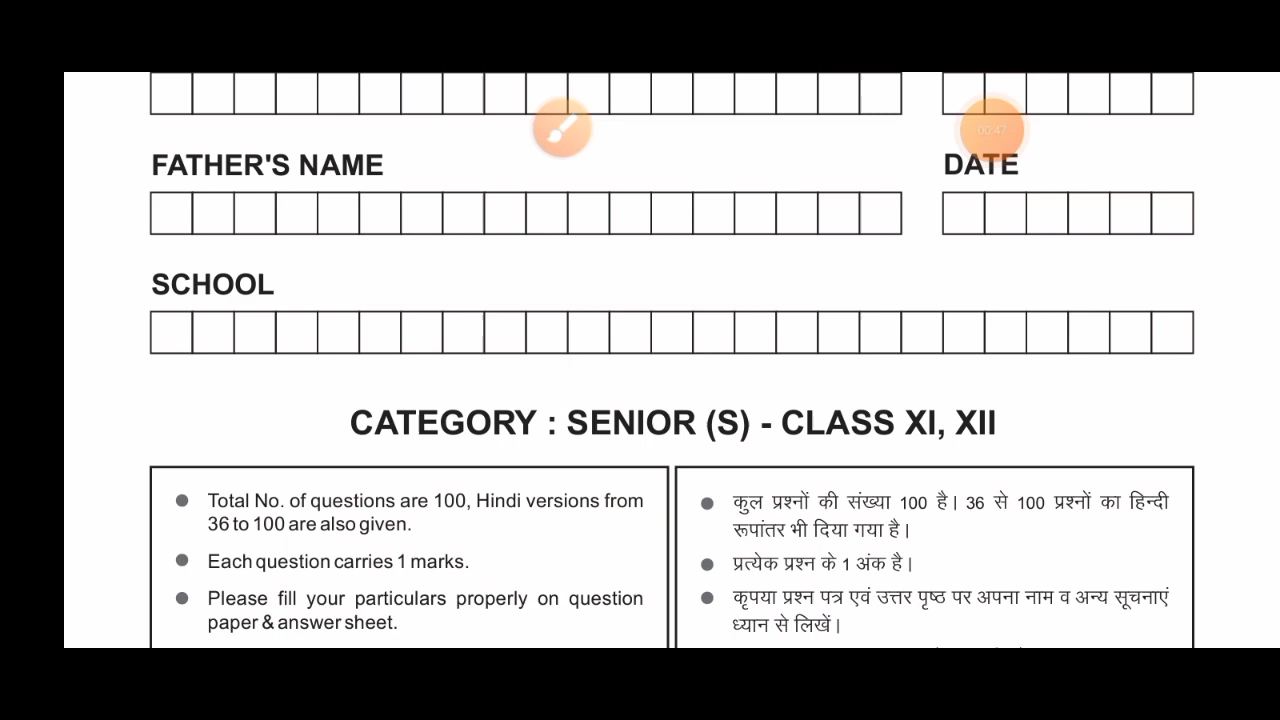 00:47
FATHER'S NAME
DATE
SCHOOL
CATEGORY : SENIOR (S) - CLASS XI, XII
Total No. of questions are 100, Hindi versions from
36 to 100 are also given.
Each question carries 1 marks.
Please fill your particulars properly on question
paper & answer sheet.
कुल प्रश्नों की संख्या 100 है। 36 से 100 प्रश्नों का हिन्दी
रूपांतर भी दिया गया है।
प्रत्येक प्रश्न के 1 अंक है।
कृपया प्रश्न पत्र एवं उत्तर पृष्ठ पर अपना नाम व अन्य सूचनाएं
ध्यान से लिखें।